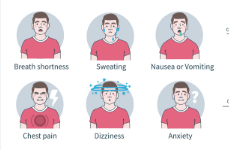 Breath shortness
Sweating
Nausea or Vomiting
Chest pain
Dizziness
Anxiety